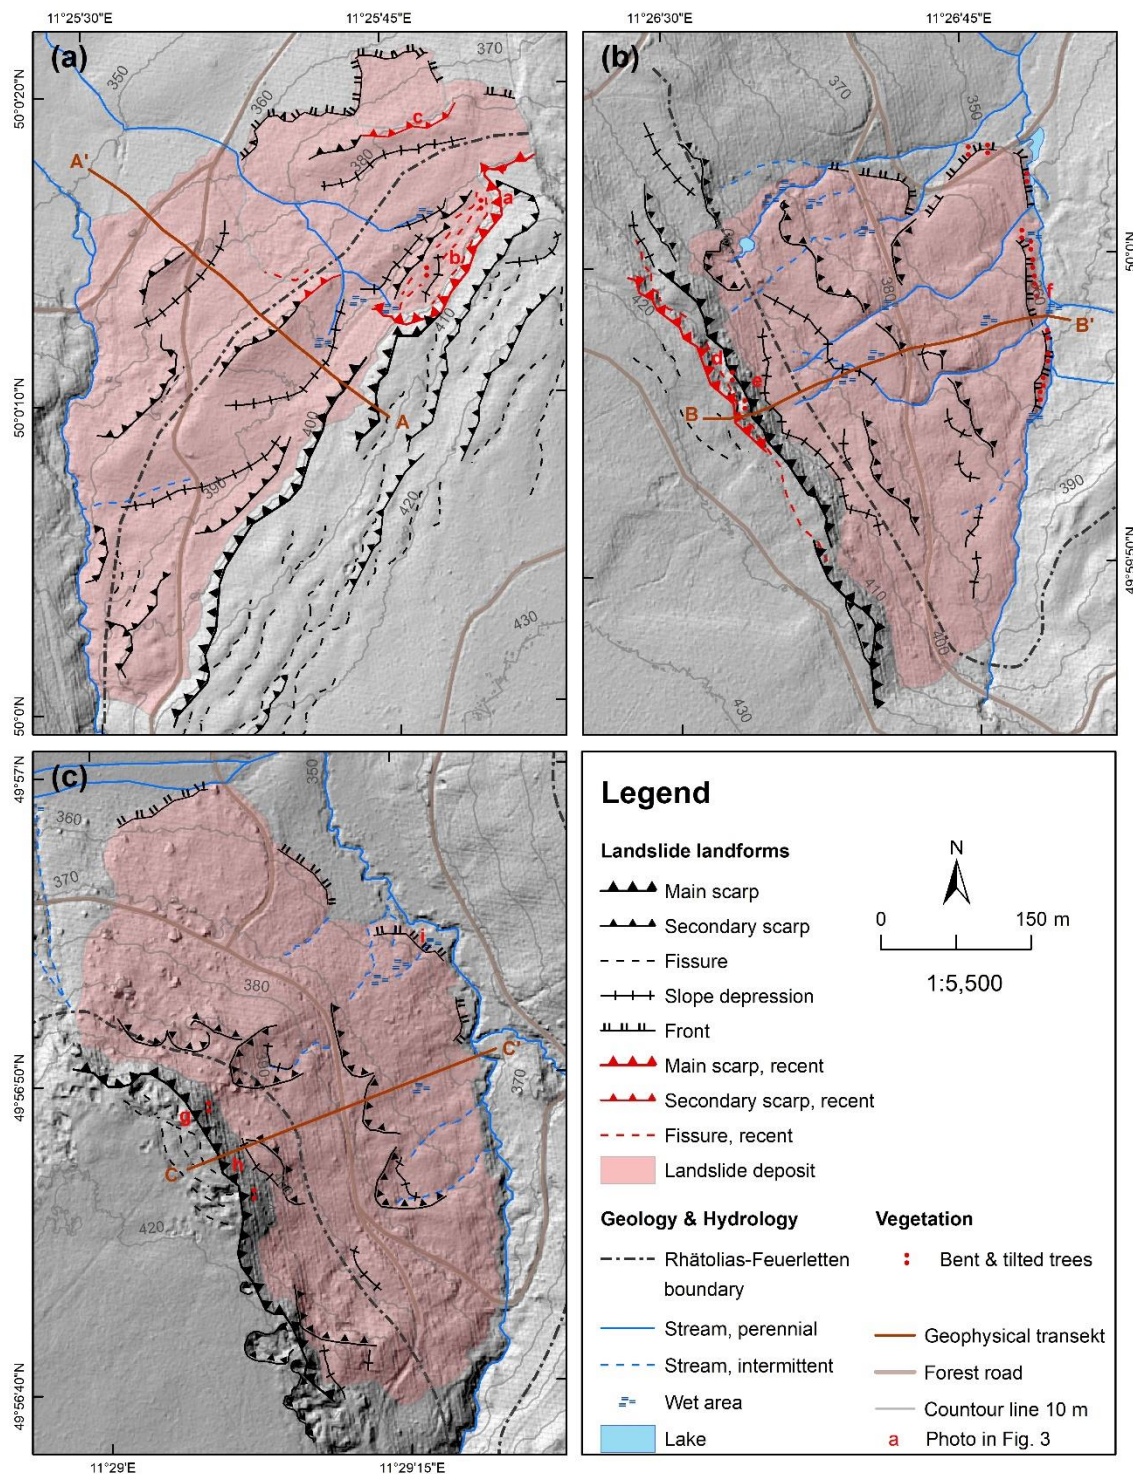 11°25'30"E
11°25'45"E
11°26'30"E
11°26'45"E
(a)
370
350
360
50°0'20"N
c
380
A'
a
b
410
50°0'10"N
A
400
390
420
430
50°0'0"N
(b)
370
350
50°0'0"N
380
420
f
350
B'
d
e
B
390
49°59'50"N
410
400
430
(c)
49°57'N
350
360
370
i
380
C'
370
49°56'50"N
g
f
h
C
j
420
49°56'40"N
11°29'E
11°29'15"E
Legend
Landslide landforms
Main scarp
Secondary scarp
Fissure
Slope depression
Front
Main scarp, recent
Secondary scarp, recent
Fissure, recent
Landslide deposit
N
0
150 m
1:5,500
Geology & Hydrology
Rhätolias-Feuerletten
boundary
Stream, perennial
Stream, intermittent
Wet area
Lake
Vegetation
Bent & tilted trees
Geophysical transekt
Forest road
Countour line 10 m
a Photo in Fig. 3